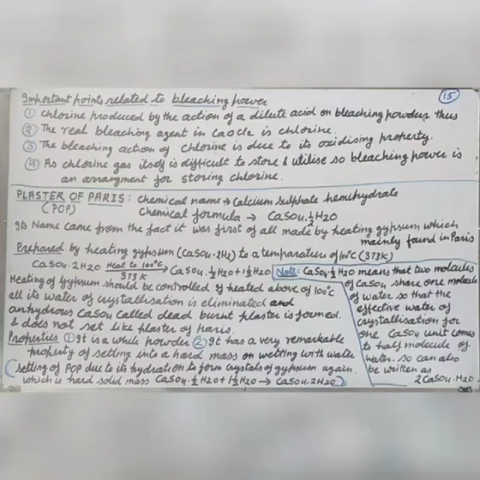 Important points related to bleaching power
15
① Chlorine produced by the action of a dilute acid on bleaching powder thus
② The real bleaching agent in CaOCl2 is chlorine.
③ The bleaching action of chlorine is due to its oxidising property.
④ As chlorine gas itself is difficult to store & utilise so bleaching power is
an arrangment for storing chlorine.
PLASTER OF PARIS: Chemical name → Calcium sulphate hemihydrate
(POP) Chemical formula → CaSO4.½H2O
Its Name came from the fact it was first of all made by heating gypsum which
mainly found in Paris
Prepared by heating gypsum (CaSO4.2H2O) to a temparature of 100°C (373K)
CaSO4.2H2O Heat to 100°C → CaSO4.½H2O+1½H2O
373K
Heating of Gypsum should be controlled if heated above of 100°C
all its water of crystallisation is eliminated and
anhydrous CaSO4 called dead burnt plaster is formed.
& does not set like plaster of paris.
Properties ① It is a while powder ② It has a very remarkable
property of setting into a hard mass on wetting with water
(setting of POP due to its hydration to form crystals of gypsum again.
which is hard solid mass CaSO4.½H2O+1½H2O → CaSO4.2H2O)
Note: CaSO4.½H2O means that two molecules
of CaSO4 share one molecule
of water so that the
effective water of
crystallisation for
one CaSO4 unit comes
to half molecule of
water. so can also
be written as
2CaSO4.H2O